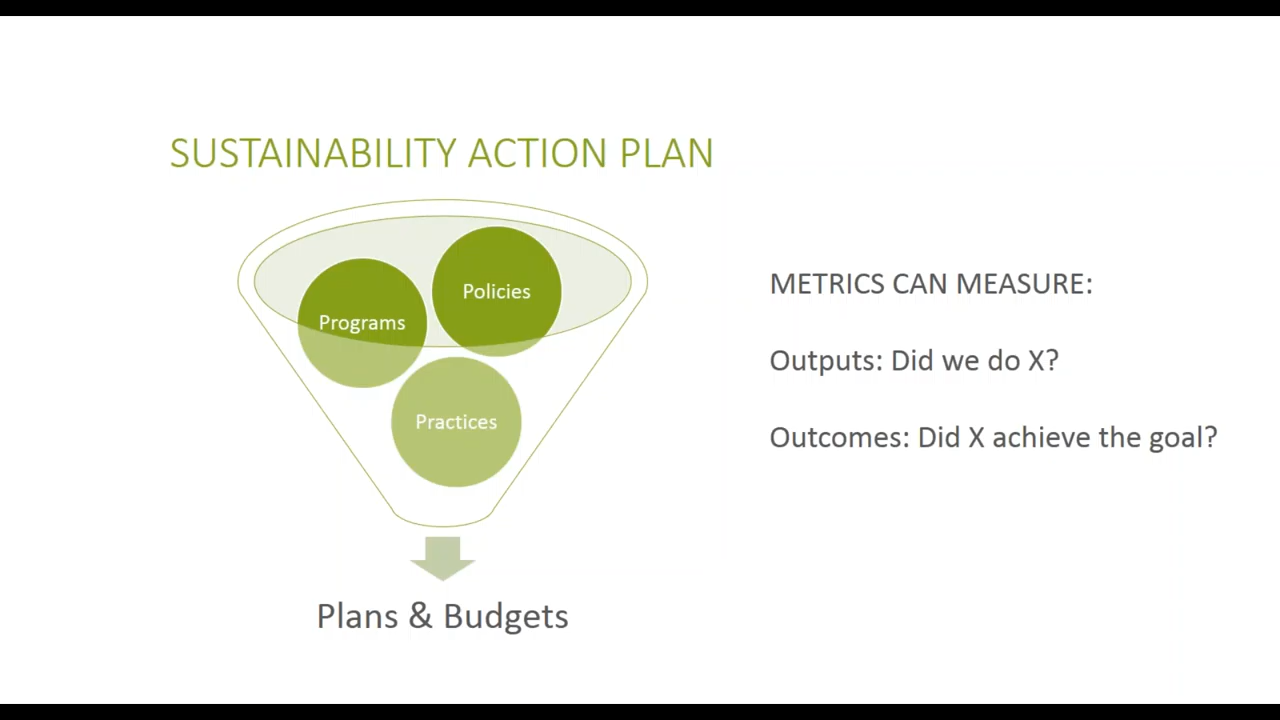 SUSTAINABILITY ACTION PLAN
Policies
Programs
Practices
Plans & Budgets
METRICS CAN MEASURE:
Outputs: Did we do X?
Outcomes: Did X achieve the goal?